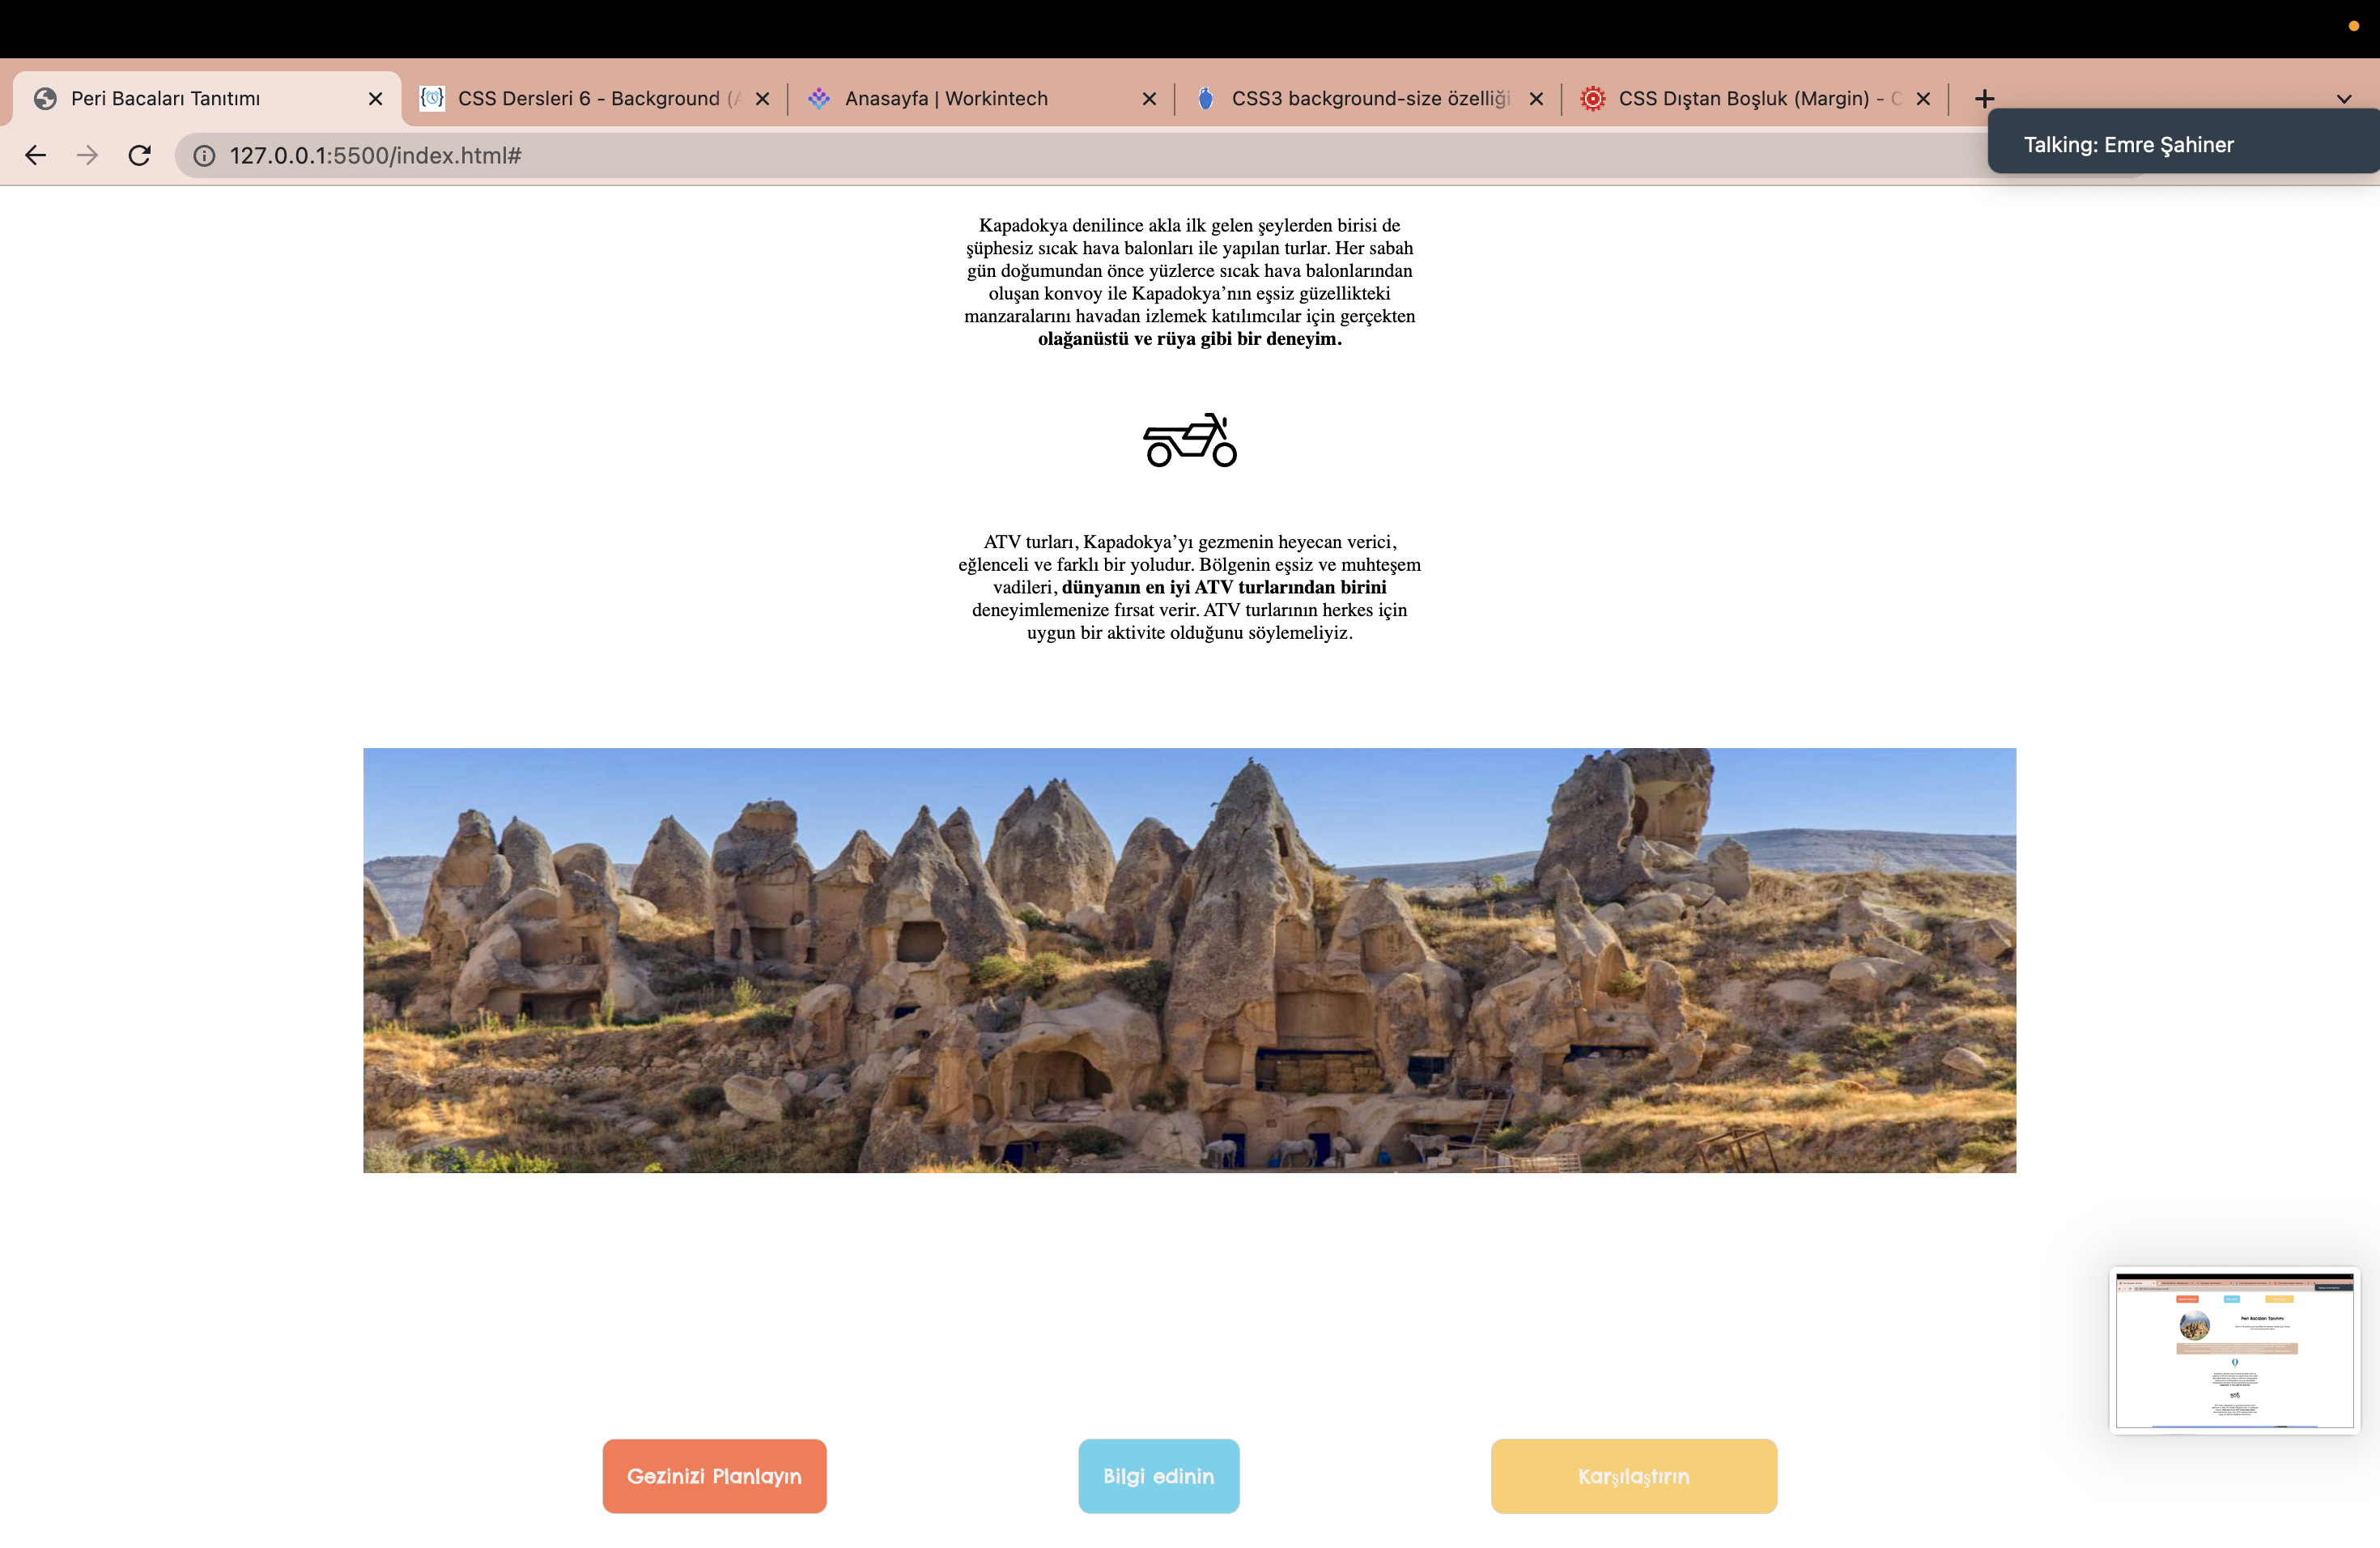 Peri Bacaları Tanıtımı
CSS Dersleri 6 - Background
Anasayfa | Workintech
CSS3 background-size özelliği
CSS Dıştan Boşluk (Margin) -
127.0.0.1:5500/index.html#
Talking: Emre Şahiner
Kapadokya denilince akla ilk gelen şeylerden birisi de
şüphesiz sıcak hava balonları ile yapılan turlar. Her sabah
gün doğumundan önce yüzlerce sıcak hava balonlarından
oluşan konvoy ile Kapadokya’nın eşsiz güzellikteki
manzaralarını havadan izlemek katılımcılar için gerçekten
olağanüstü ve rüya gibi bir deneyim.
ATV turları, Kapadokya’yı gezmenin heyecan verici,
eğlenceli ve farklı bir yoludur. Bölgenin eşsiz ve muhteşem
vadileri, dünyanın en iyi ATV turlarından birini
deneyimlemenize fırsat verir. ATV turlarının herkes için
uygun bir aktivite olduğunu söylemeliyiz.
Peri Bacaları Tanıtımı
Gezinizi Planlayın
Bilgi edinin
Karşılaştırın